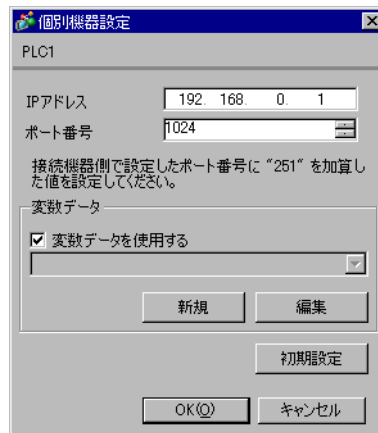 個別機器設定
PLC1
IPアドレス 192. 168. 0. 1
ポート番号 1024
接続機器側で設定したポート番号に "251" を加算し
た値を設定してください。
変数データ
変数データを使用する
新規 編集
初期設定
OK(O) キャンセル